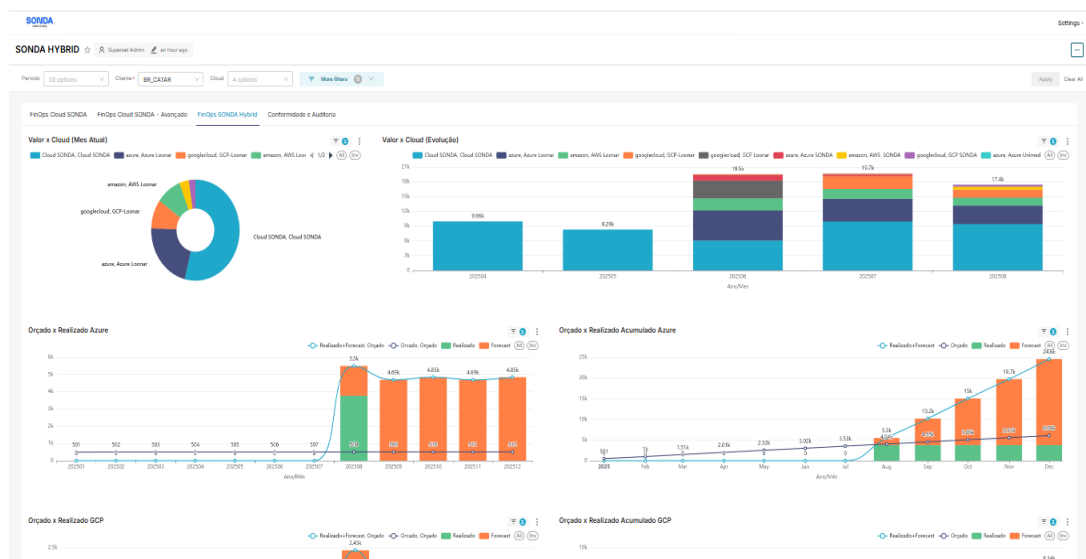 SONDA
Settings
SONDA HYBRID
Superset Admin
an hour ago
Período
10 options
Cliente*
BR_CATAR
Cloud
4 options
More filters
0
Apply
Clear All
FinOps Cloud SONDA
FinOps Cloud SONDA - Avançado
FinOps SONDA Hybrid
Conformidade e Auditoria
Valor x Cloud (Mes Atual)
1
Cloud SONDA, Cloud SONDA
azure, Azure Loonar
googlecloud, GCP-Loonar
amazon, AWS Loo
1/2
All
Inv
amazon, AWS Loonar
googlecloud, GCP-Loonar
Cloud SONDA, Cloud SONDA
azure, Azure Loonar
Valor x Cloud (Evolução)
1
Cloud SONDA, Cloud SONDA
azure, Azure Loonar
amazon, AWS Loonar
googlecloud, GCP-Loonar
googlecloud, GCP Loonar
azure, Azure SONDA
amazon, AWS SONDA
googlecloud, GCP SONDA
azure, Azure Unimed
All
Inv
21k
18k
15k
12k
9k
6k
3k
0
9.98k
8.29k
19.5k
19.7k
17.4k
202504
202505
202506
202507
202508
Ano/Mes
Orçado x Realizado Azure
1
Realizado+Forecast, Orçado
Orcado, Orçado
Realizado
Forecast
All
Inv
6k
5k
4k
3k
2k
1k
0
501
502
503
504
505
506
507
5.5k
4.69k
4.85k
4.69k
4.85k
202501
202502
202503
202504
202505
202506
202507
202508
202509
202510
202511
202512
Ano/Mês
Orçado x Realizado Acumulado Azure
1
Realizado+Forecast
Orçado
Realizado
Forecast
All
Inv
25k
20k
15k
10k
5k
0
501
1k
1.51k
2.01k
2.52k
3.02k
3.53k
5.5k
10.2k
15k
19.7k
24.6k
2025
Feb
Mar
Apr
May
Jun
Jul
Aug
Sep
Oct
Nov
Dec
Ano/Mês
Orçado x Realizado GCP
1
Realizado+Forecast, Orçado
Orcado, Orçado
Realizado
Forecast
All
Inv
2.5k
2.43k
Orçado x Realizado Acumulado GCP
1
Realizado+Forecast
Orçado
Realizado
Forecast
All
Inv
10k